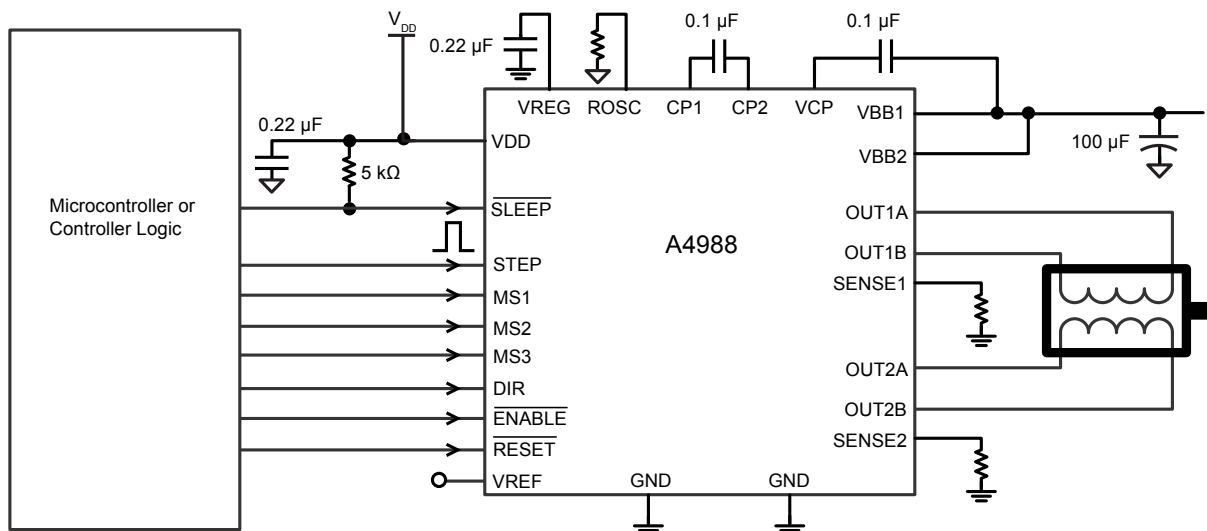 V_DD
0.22 µF
0.1 µF
0.1 µF
VREG
ROSC
CP1
CP2
VCP
VBB1
0.22 µF
VDD
VBB2
100 µF
5 kΩ
Microcontroller or
Controller Logic
SLEEP
OUT1A
A4988
OUT1B
STEP
SENSE1
MS1
MS2
MS3
OUT2A
DIR
OUT2B
ENABLE
SENSE2
RESET
VREF
GND
GND